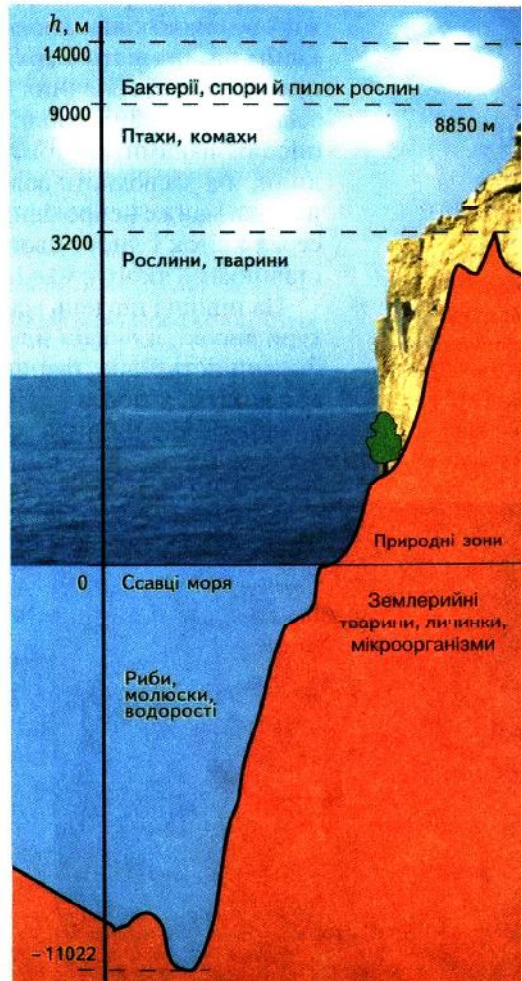 h, м
14000
Бактерії, спори й пилок рослин
9000
8850 м
Птахи, комахи
3200
Рослини, тварини
Природні зони
0
Ссавці моря
Землерийні
тварини, личинки,
мікроорганізми
Риби,
молюски,
водорості
–11022